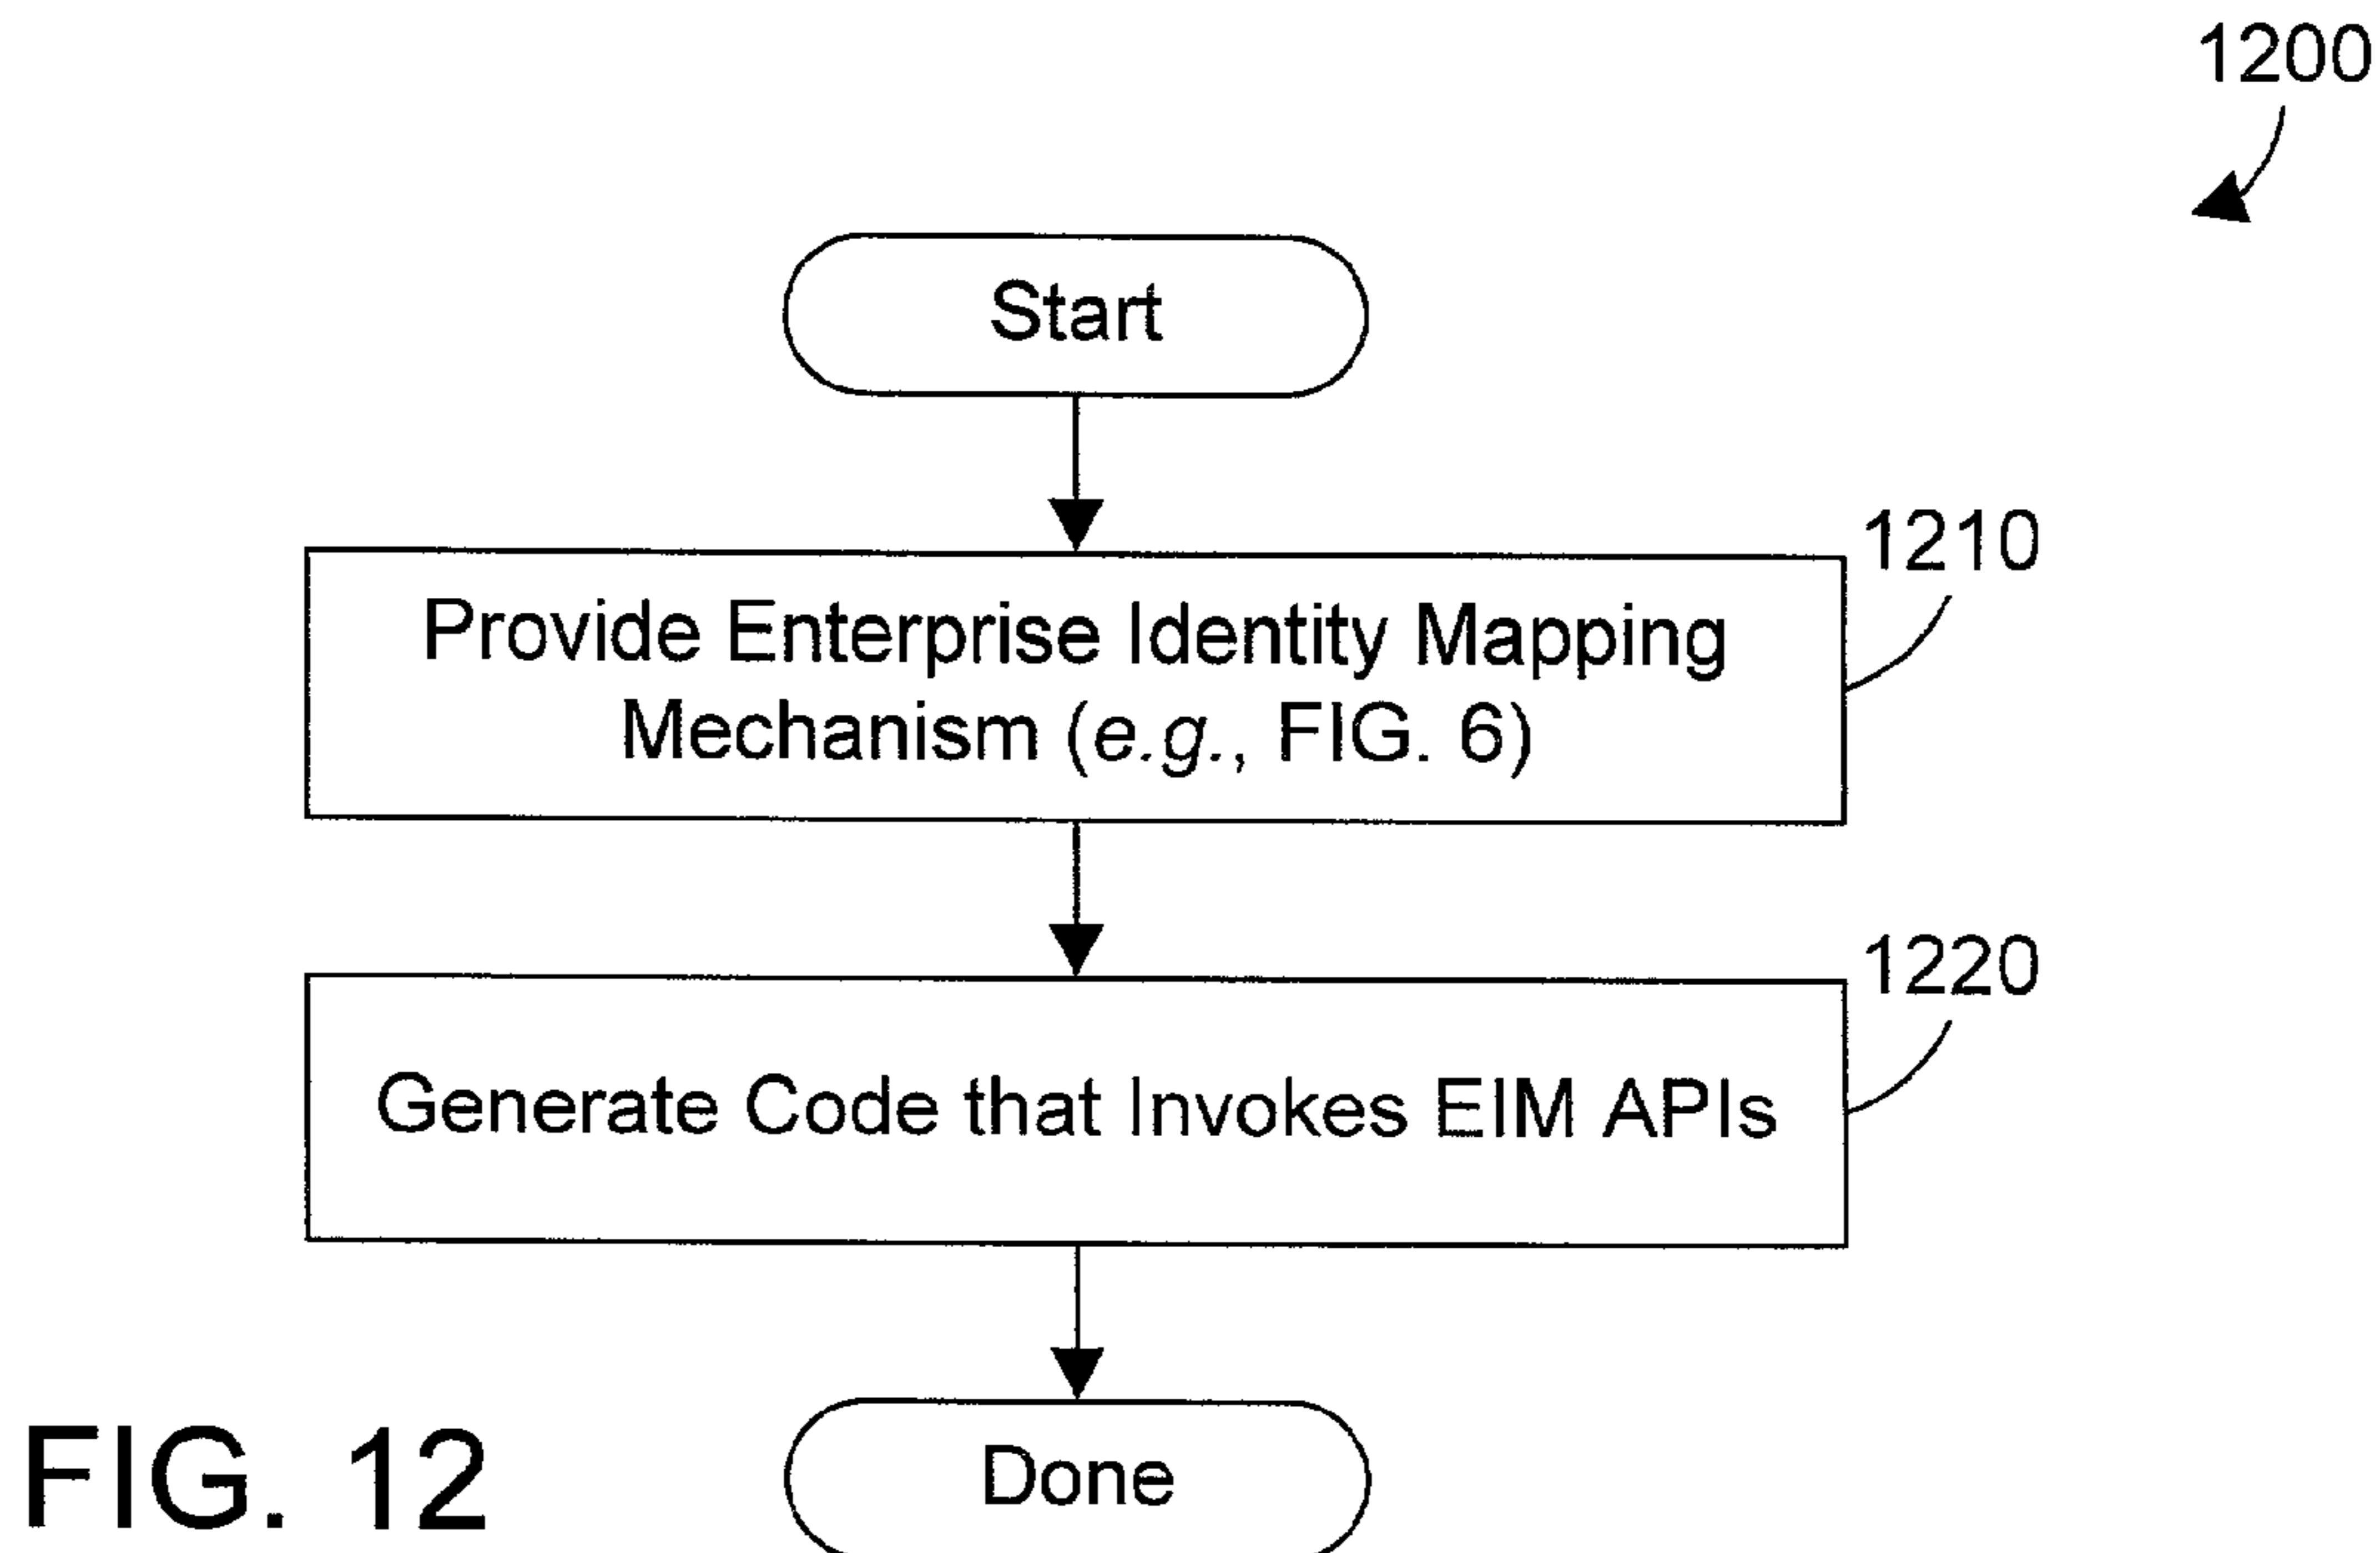 1200
Start
1210
Provide Enterprise Identity Mapping
Mechanism (e.g., FIG. 6)
1220
Generate Code that Invokes EIM APIs
Done
FIG. 12